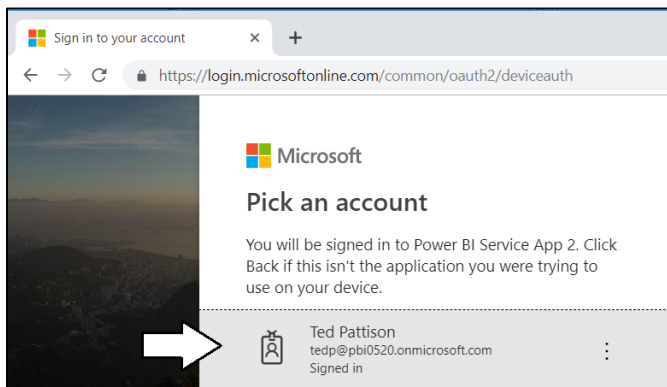 Sign in to your account
https://login.microsoftonline.com/common/oauth2/deviceauth
Microsoft
Pick an account
You will be signed in to Power BI Service App 2. Click
Back if this isn't the application you were trying to
use on your device.
Ted Pattison
tedp@pbi0520.onmicrosoft.com
Signed in